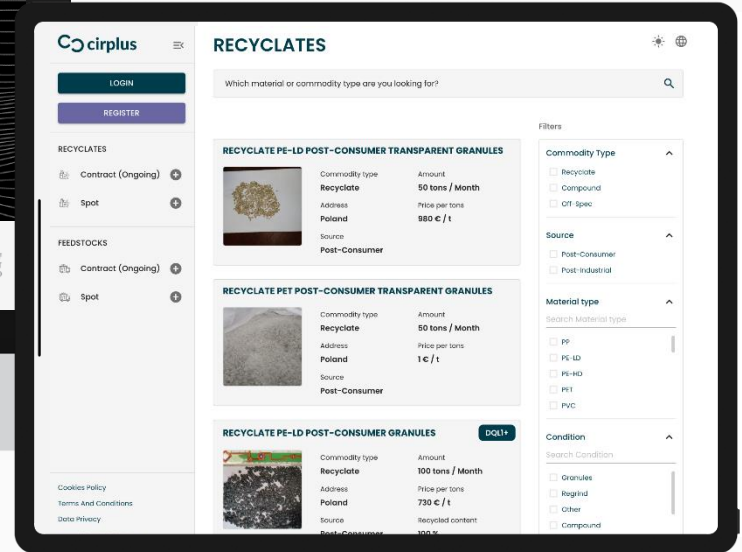 cirplus
LOGIN
REGISTER
RECYCLATES
Contract (Ongoing)
Spot
FEEDSTOCKS
Contract (Ongoing)
Spot
Cookies Policy
Terms And Conditions
Data Privacy
RECYCLATES
Which material or commodity type are you looking for?
RECYCLATE PE-LD POST-CONSUMER TRANSPARENT GRANULES
Commodity type Amount
Recyclate 50 tons / Month
Address Price per tons
Poland 980 € / t
Source
Post-Consumer
RECYCLATE PET POST-CONSUMER TRANSPARENT GRANULES
Commodity type Amount
Recyclate 50 tons / Month
Address Price per tons
Poland 1 € / t
Source
Post-Consumer
RECYCLATE PE-LD POST-CONSUMER GRANULES DQL1+
Commodity type Amount
Recyclate 100 tons / Month
Address Price per tons
Poland 730 € / t
Source Recycled content
Post-Consumer 100 %
Filters
Commodity Type
Recyclate
Compound
Off-Spec
Source
Post-Consumer
Post-Industrial
Material type
Search Material type
PP
PE-LD
PE-HD
PET
PVC
Condition
Search Condition
Granules
Regrind
Other
Compound